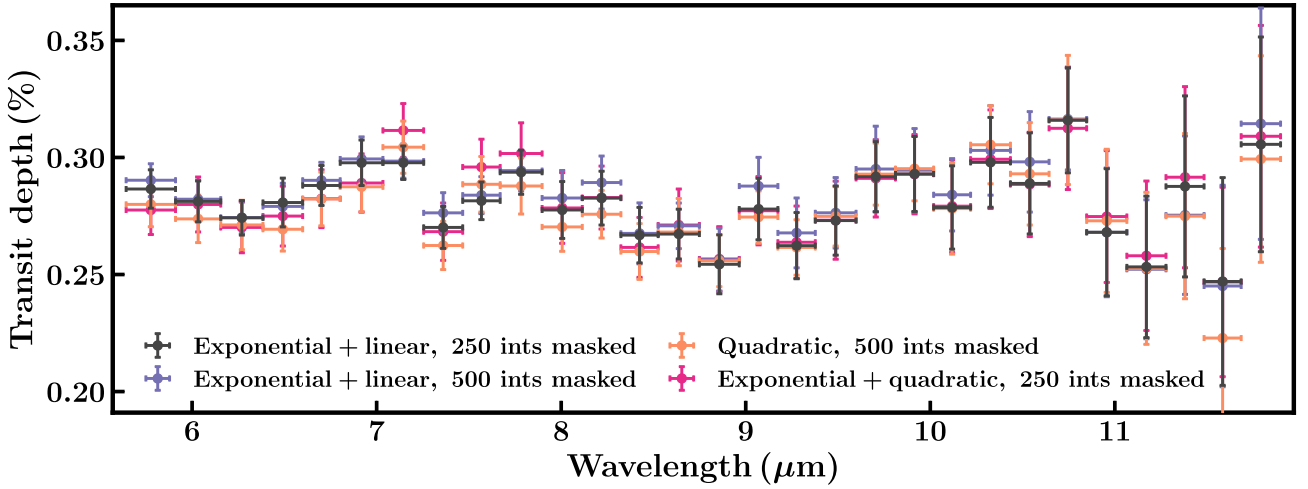 Transit depth (%)
0.35
0.30
0.25
0.20
Exponential + linear, 250 ints masked
Exponential + linear, 500 ints masked
Quadratic, 500 ints masked
Exponential + quadratic, 250 ints masked
6 7 8 9 10 11
Wavelength (μm)